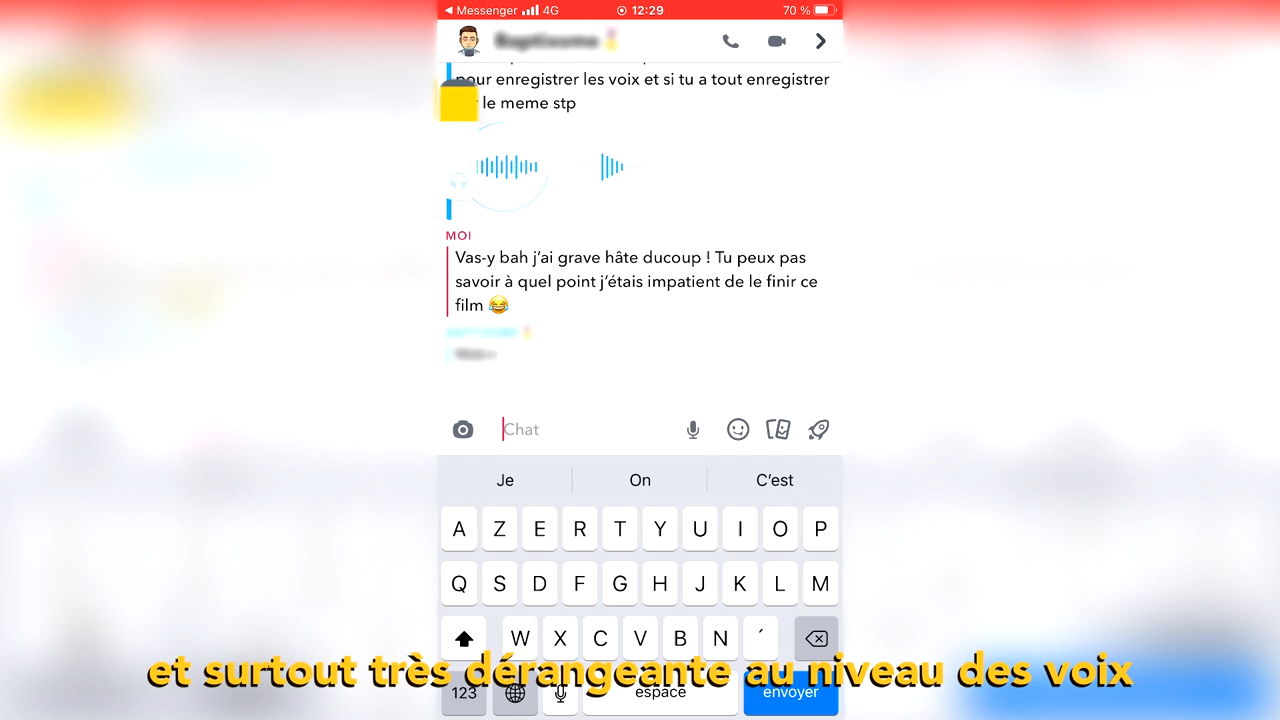 Messenger 4G 12:29 70 %
pour enregistrer les voix et si tu a tout enregistrer
le meme stp
MOI
Vas-y bah j’ai grave hâte ducoup ! Tu peux pas
savoir à quel point j’étais impatient de le finir ce
film 😂
Chat
Je On C’est
A Z E R T Y U I O P
Q S D F G H J K L M
W X C V B N ´
et surtout très dérangeante au niveau des voix
123 espace envoyer